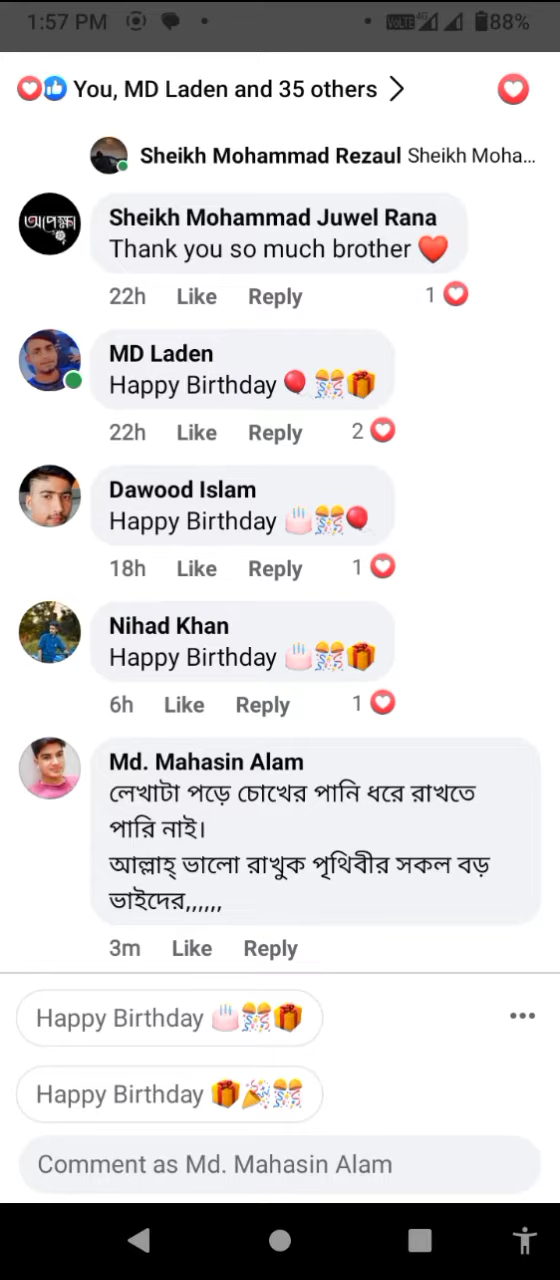 1:57 PM
VoLTE 4G 88%
You, MD Laden and 35 others
Sheikh Mohammad Rezaul Sheikh Moha...
অপেক্ষা
Sheikh Mohammad Juwel Rana
Thank you so much brother ❤️
22h Like Reply 1
MD Laden
Happy Birthday 🎈🎊🎁
22h Like Reply 2
Dawood Islam
Happy Birthday 🎂🎊🎈
18h Like Reply 1
Nihad Khan
Happy Birthday 🎂🎊🎁
6h Like Reply 1
Md. Mahasin Alam
লেখাটা পড়ে চোখের পানি ধরে রাখতে
পারি নাই।
আল্লাহ্ ভালো রাখুক পৃথিবীর সকল বড়
ভাইদের,,,,,,
3m Like Reply
Happy Birthday 🎂🎊🎁
Happy Birthday 🎁🎉🎊
Comment as Md. Mahasin Alam